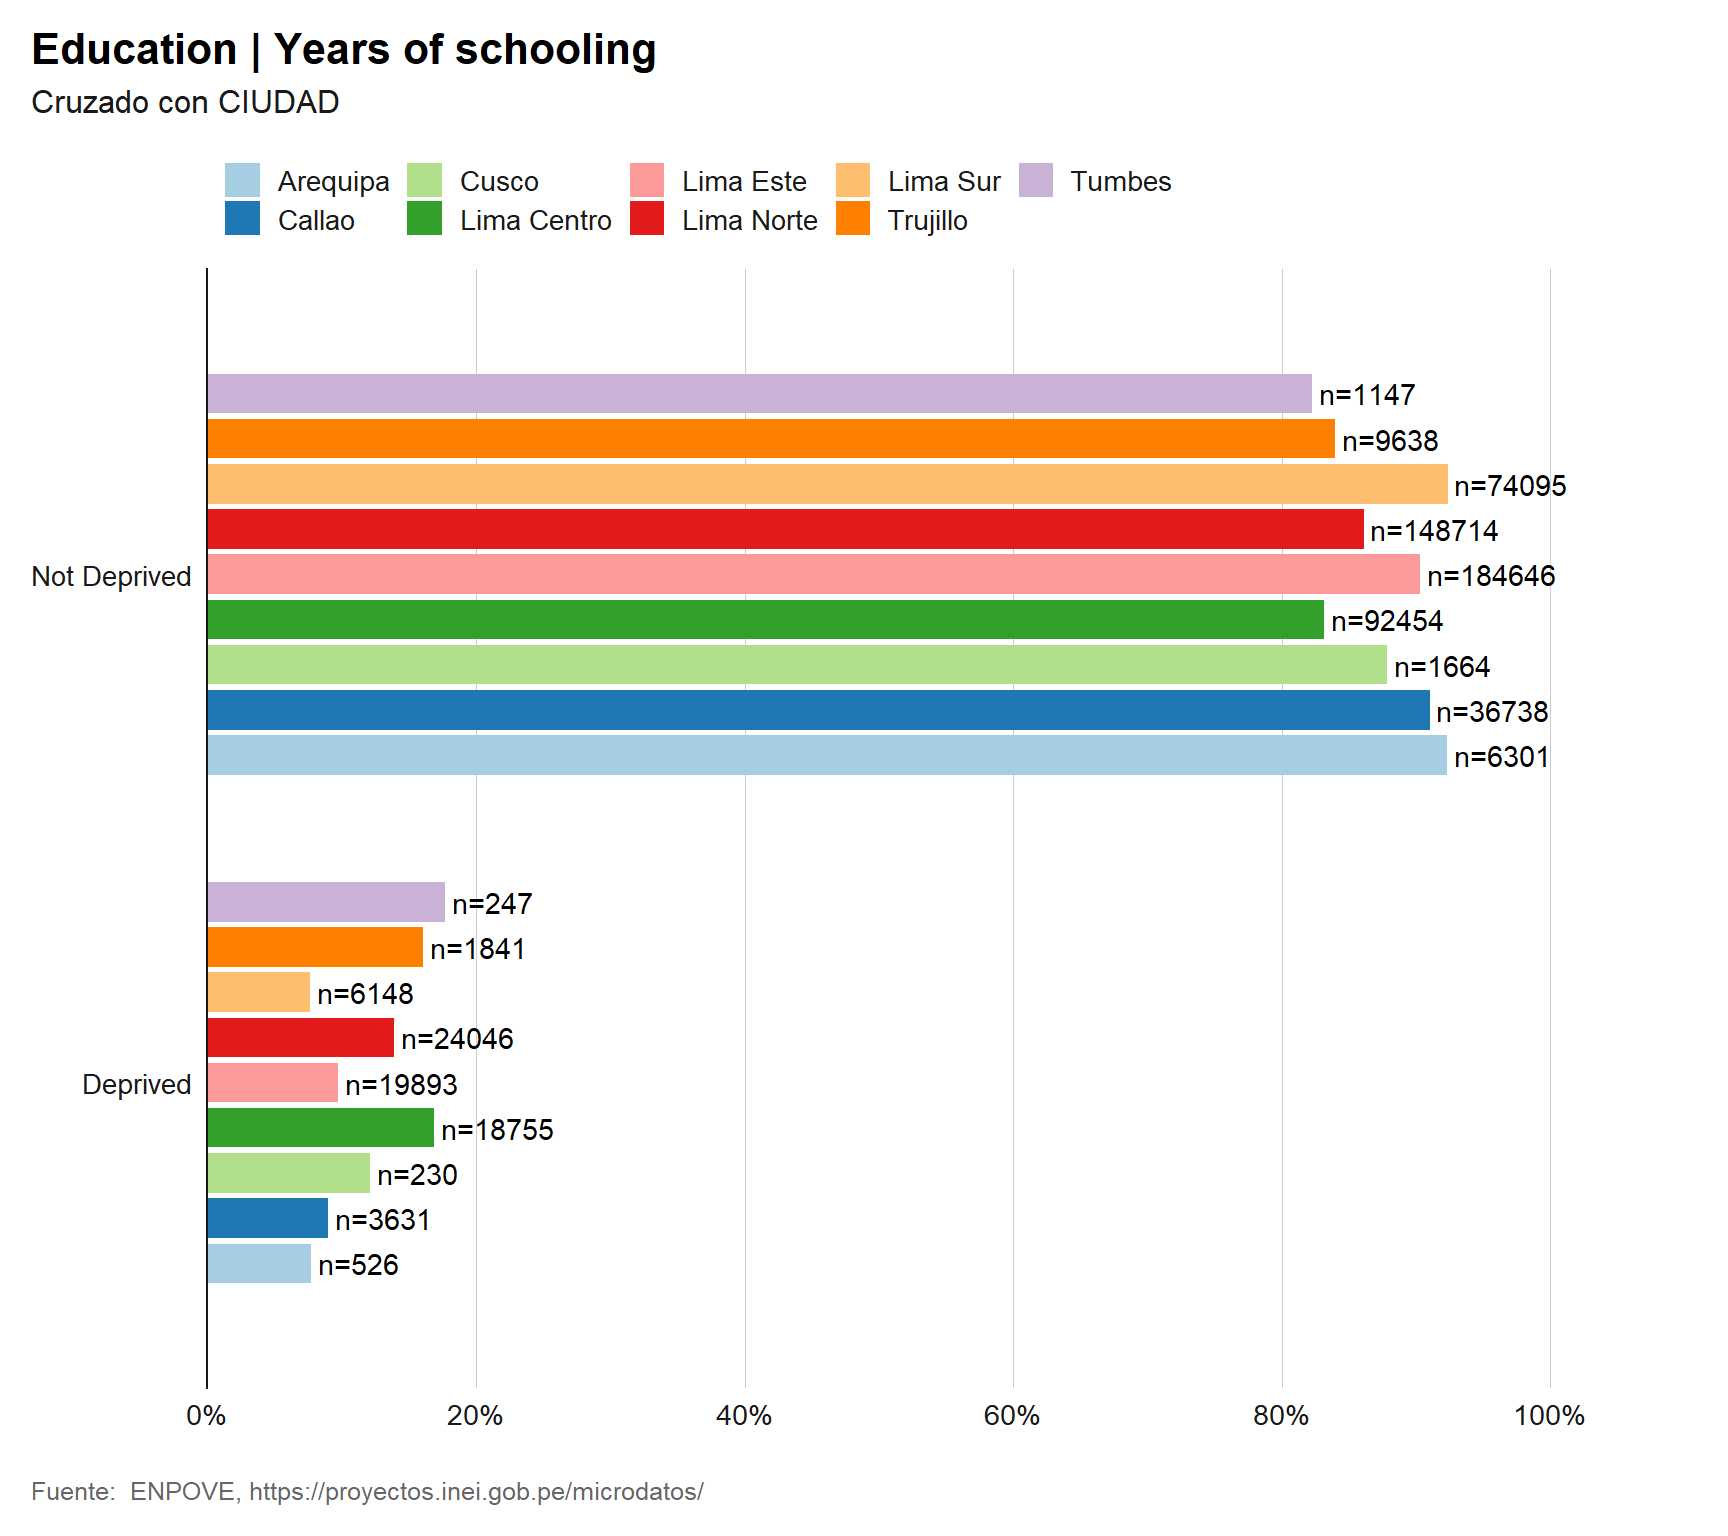 Education | Years of schooling
Cruzado con CIUDAD
Arequipa Cusco Lima Este Lima Sur Tumbes
Callao Lima Centro Lima Norte Trujillo
n=1147
n=9638
n=74095
n=148714
Not Deprived n=184646
n=92454
n=1664
n=36738
n=6301
n=247
n=1841
n=6148
n=24046
Deprived n=19893
n=18755
n=230
n=3631
n=526
0% 20% 40% 60% 80% 100%
Fuente:  ENPOVE, https://proyectos.inei.gob.pe/microdatos/